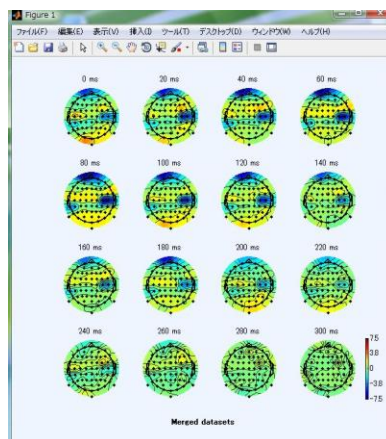 Figure 1
ファイル(F) 編集(E) 表示(V) 挿入(I) ツール(T) デスクトップ(D) ウィンドウ(W) ヘルプ(H)
0 ms 20 ms 40 ms 60 ms
80 ms 100 ms 120 ms 140 ms
160 ms 180 ms 200 ms 220 ms
240 ms 260 ms 280 ms 300 ms
7.5
3.8
0
-3.8
-7.5
Merged datasets